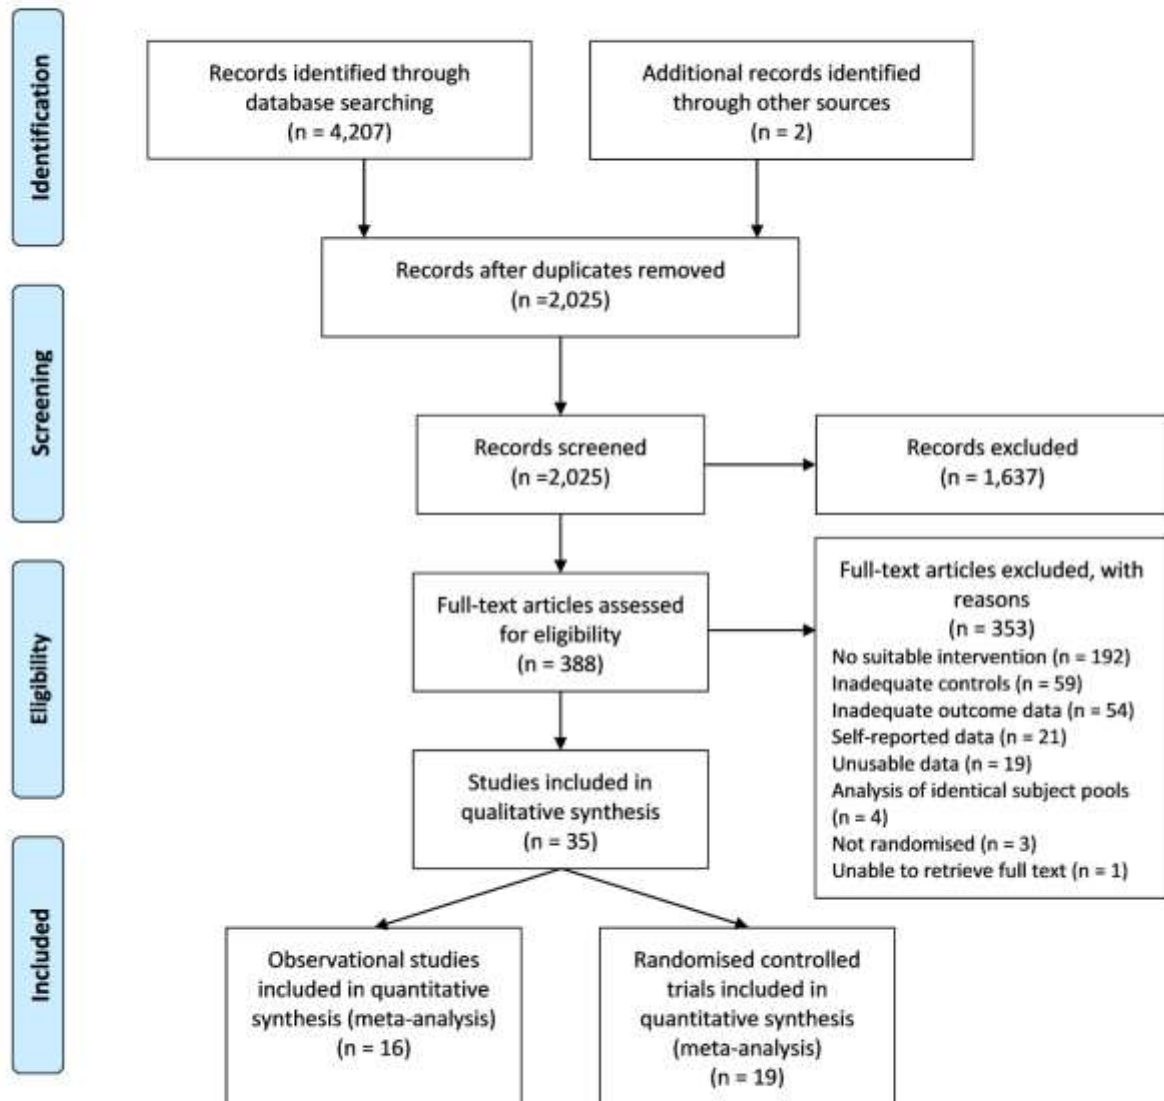 Identification
Records identified through
database searching
(n = 4,207)
Additional records identified
through other sources
(n = 2)
Records after duplicates removed
(n =2,025)
Screening
Records screened
(n =2,025)
Records excluded
(n = 1,637)
Eligibility
Full-text articles assessed
for eligibility
(n = 388)
Full-text articles excluded, with
reasons
(n = 353)
No suitable intervention (n = 192)
Inadequate controls (n = 59)
Inadequate outcome data (n = 54)
Self-reported data (n = 21)
Unusable data (n = 19)
Analysis of identical subject pools
(n = 4)
Not randomised (n = 3)
Unable to retrieve full text (n = 1)
Studies included in
qualitative synthesis
(n = 35)
Included
Observational studies
included in quantitative
synthesis (meta-analysis)
(n = 16)
Randomised controlled
trials included in
quantitative synthesis
(meta-analysis)
(n = 19)